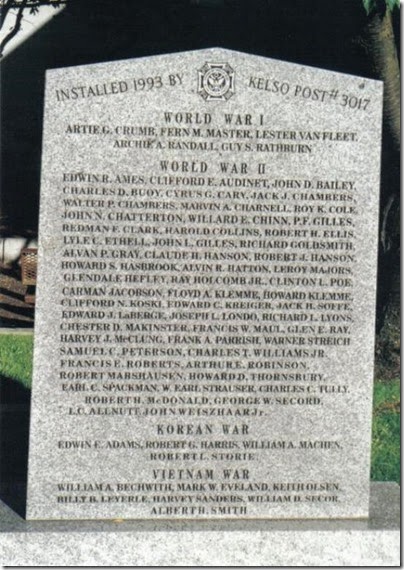 INSTALLED 1993 BY KELSO POST # 3017
WORLD WAR I
ARTIE G. CRUMB, FERN M. MASTER, LESTER VAN FLEET,
ARCHIE A. RANDALL, GUY S. RATHBURN
WORLD WAR II
EDWIN R. AMES, CLIFFORD E. AUDINET, JOHN D. BAILEY,
CHARLES D. BUOY, CYRUS G. CARY, JACK J. CHAMBERS,
WALTER P. CHAMBERS, MARVIN A. CHARNELL, ROY K. COLE,
JOHN N. CHATTERTON, WILLARD E. CHINN, P.F. GILLES,
REDMAN F. CLARK, HAROLD COLLINS, ROBERT H. ELLIS,
LYLE C. ETHELL, JOHN L. GILLES, RICHARD GOLDSMITH,
ALVAN P. GRAY, CLAUDE H. HANSON, ROBERT J. HANSON,
HOWARD S. HASBROOK, ALVIN R. HATTON, LEROY MAJORS,
GLENDALE HEFLEY, RAY HOLCOMB JR., CLINTON L. POE,
CARMAN JACOBSON, FLOYD A. KLEMME, HOWARD KLEMME,
CLIFFORD N. KOSKI, EDWARD C. KREIGER, JACK H. SOFFE,
EDWARD J. LaBERGE, JOSEPH L. LONDO, RICHARD L. LYONS,
CHESTER D. MAKINSTER, FRANCIS W. MAUL, GLEN E. RAY,
HARVEY J. McCLUNG, FRANK A. PARRISH, WARNER STREICH
SAMUEL C. PETERSON, CHARLES T. WILLIAMS JR.
FRANCIS E. ROBERTS, ARTHUR E. ROBINSON,
ROBERT MARSHAUSEN, HOWARD D. THORNSBURY,
EARL C. SPACKMAN, W. EARL STRAUSER, CHARLES C. TULLY,
ROBERT H. McDONALD, GEORGE W. SECORD,
L.C. ALLNUTT JOHN WEISZHAAR Jr.
KOREAN WAR
EDWIN E. ADAMS, ROBERT G. HARRIS, WILLIAM A. MACHEN,
ROBERT L. STORIE
VIETNAM WAR
WILLIAM A. BECHWITH, MARK W. EVELAND, KEITH OLSEN,
BILLY B. LEYERLE, HARVEY SANDERS, WILLIAM D. SECOR,
ALBERT H. SMITH